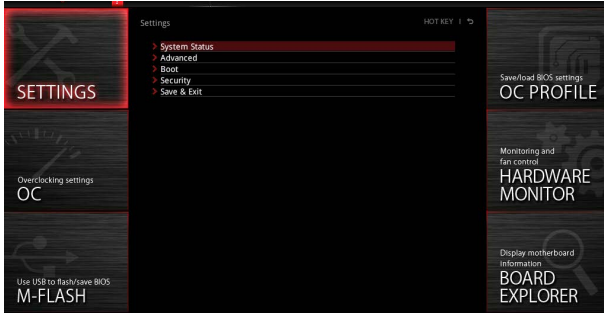 SETTINGS
Overclocking settings
OC
Use USB to flash/save BIOS
M-FLASH
Settings
HOT KEY
System Status
Advanced
Boot
Security
Save & Exit
Save/load BIOS settings
OC PROFILE
Monitoring and
fan control
HARDWARE
MONITOR
Display motherboard
information
BOARD
EXPLORER